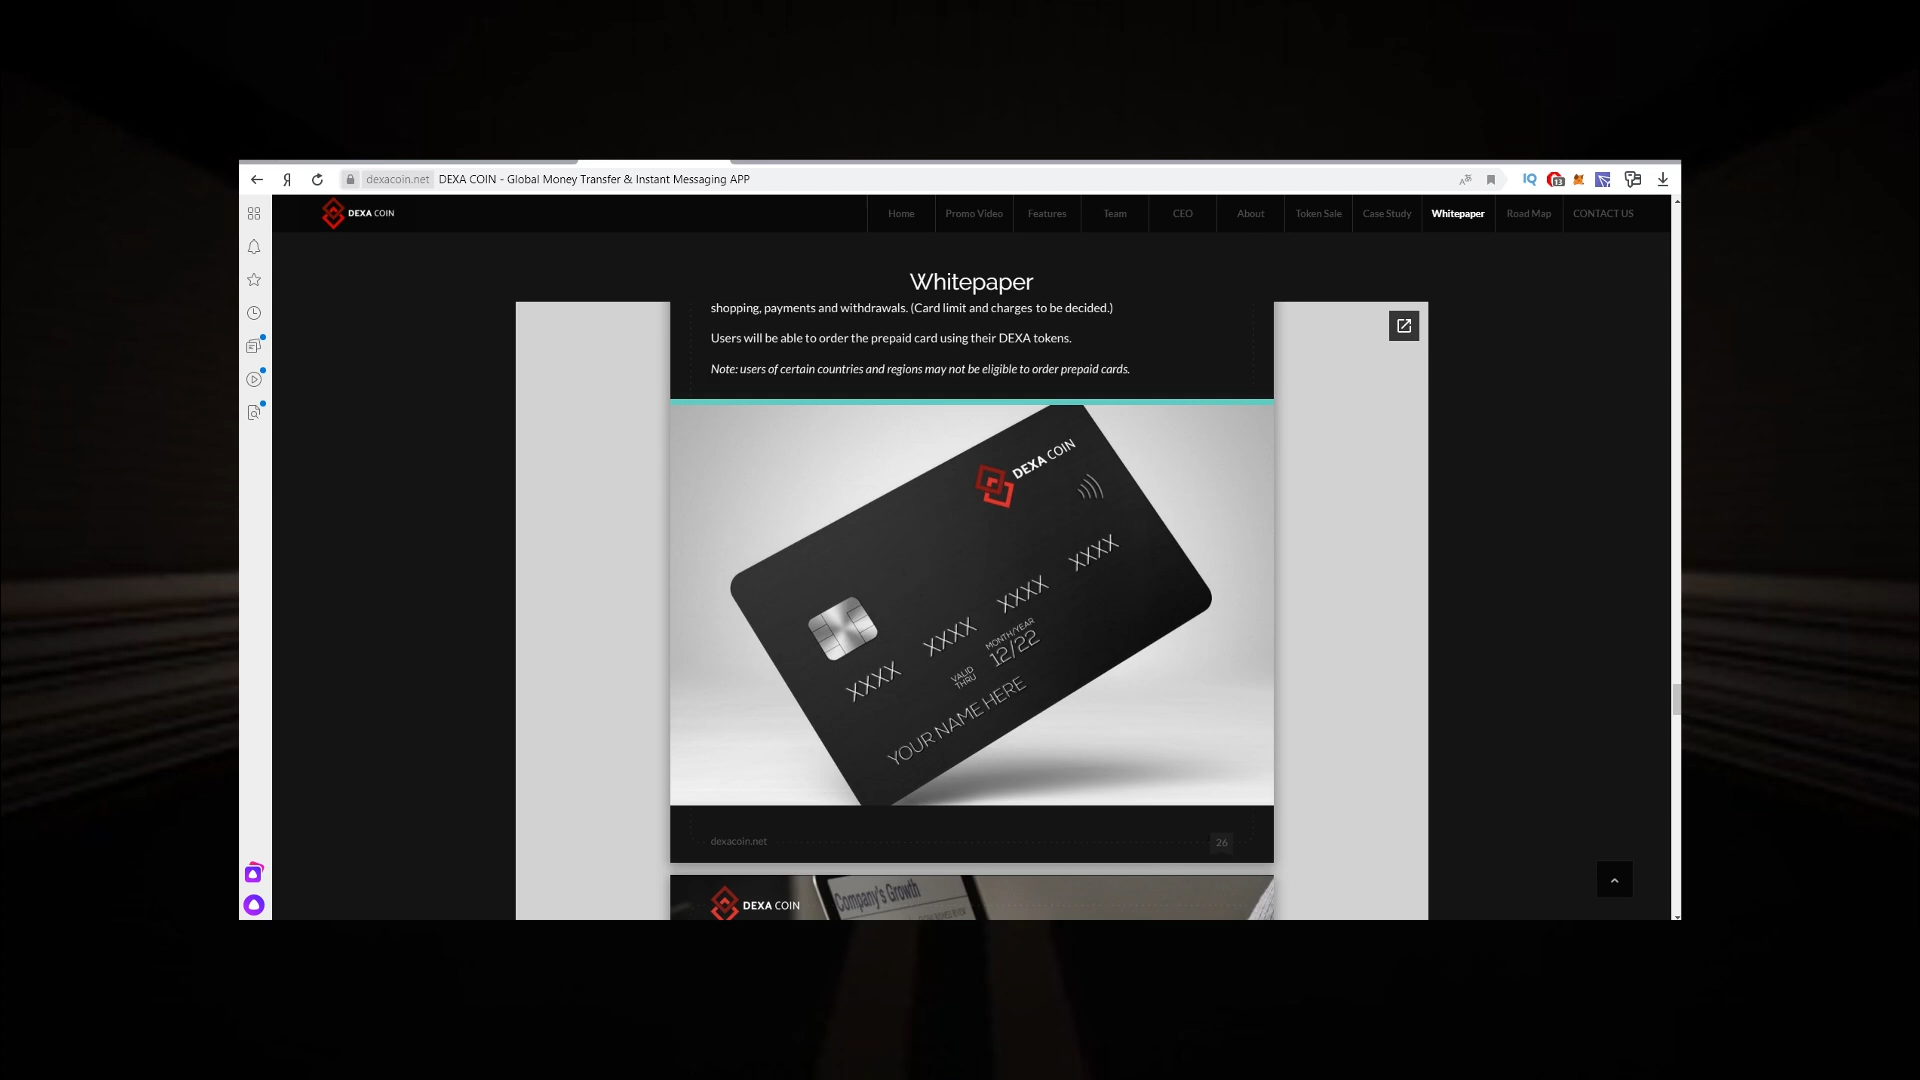 Я
dexacoin.net DEXA COIN - Global Money Transfer & Instant Messaging APP
IQ
13
DEXA COIN
Home
Promo Video
Features
Team
CEO
About
Token Sale
Case Study
Whitepaper
Road Map
CONTACT US
Whitepaper
shopping, payments and withdrawals. (Card limit and charges to be decided.)
Users will be able to order the prepaid card using their DEXA tokens.
Note: users of certain countries and regions may not be eligible to order prepaid cards.
DEXA COIN
XXXX XXXX XXXX XXXX
MONTH/YEAR
VALID
THRU
12/22
YOUR NAME HERE
dexacoin.net
26
DEXA COIN
Company's Growth